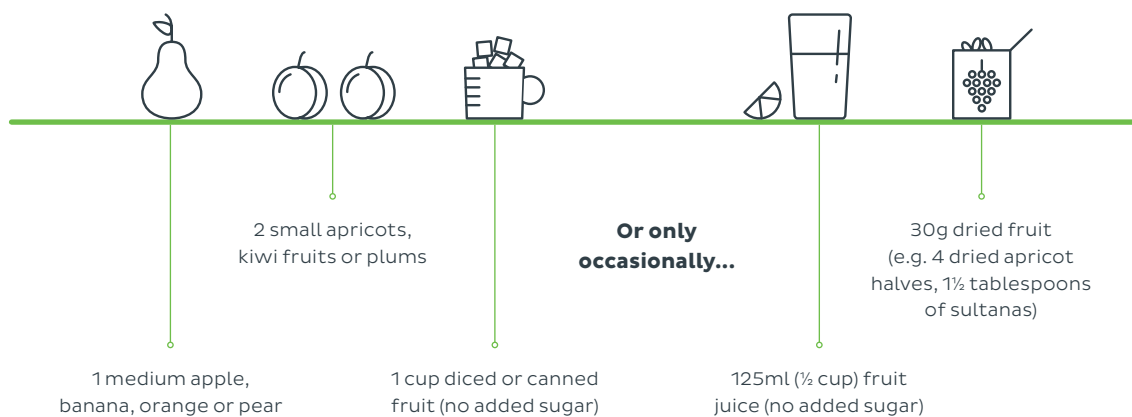 2 small apricots,
kiwi fruits or plums
Or only
occasionally...
30g dried fruit
(e.g. 4 dried apricot
halves, 1½ tablespoons
of sultanas)
1 medium apple,
banana, orange or pear
1 cup diced or canned
fruit (no added sugar)
125ml (½ cup) fruit
juice (no added sugar)